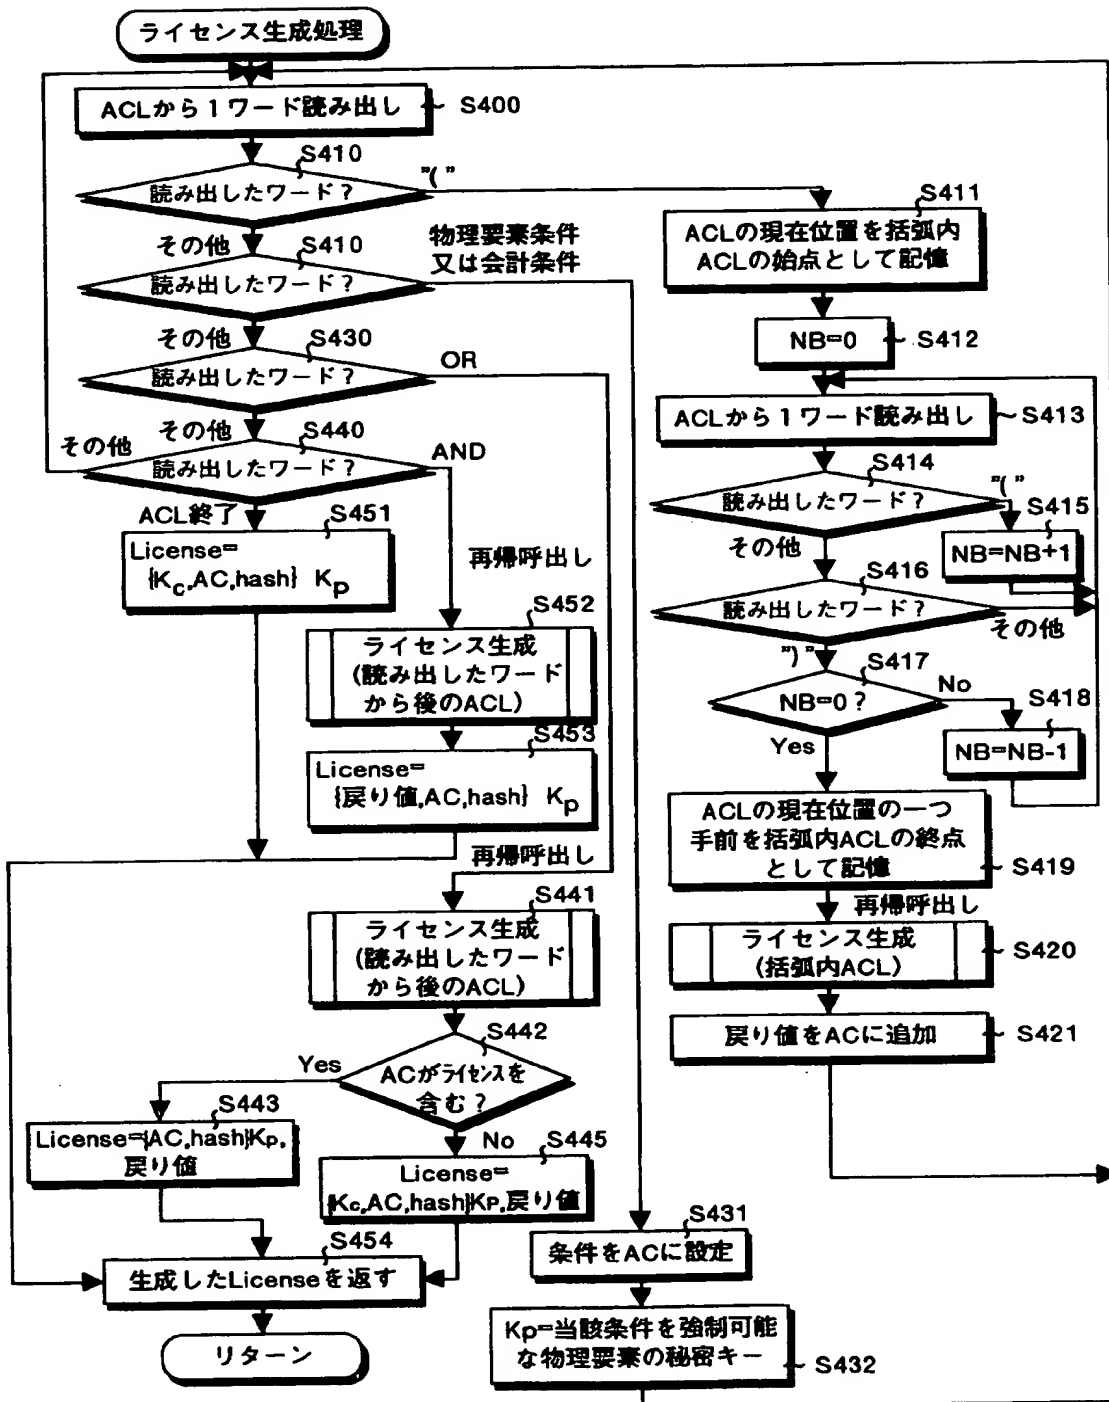 ライセンス生成処理
ACLから1ワード読み出し
S400
S410
読み出したワード?
"("
その他
S410
物理要素条件
又は会計条件
読み出したワード?
その他
S430
読み出したワード?
OR
その他
その他
S440
読み出したワード?
AND
ACL終了
S451
License=
{Kc,AC,hash} Kp
再帰呼出し
S452
ライセンス生成
(読み出したワード
から後のACL)
S453
License=
{戻り値,AC,hash} Kp
再帰呼出し
S441
ライセンス生成
(読み出したワード
から後のACL)
S442
ACがライセンスを
含む?
Yes
No
S443
License={AC,hash}Kp,
戻り値
S445
License=
{Kc,AC,hash}Kp,戻り値
S454
生成したLicenseを返す
リターン
S411
ACLの現在位置を括弧内
ACLの始点として記憶
NB=0
S412
ACLから1ワード読み出し
S413
S414
読み出したワード?
"("
S415
NB=NB+1
その他
S416
読み出したワード?
その他
")"
S417
NB=0?
No
S418
NB=NB-1
Yes
ACLの現在位置の一つ
手前を括弧内ACLの終点
として記憶
S419
再帰呼出し
ライセンス生成
(括弧内ACL)
S420
戻り値をACに追加
S421
S431
条件をACに設定
Kp=当該条件を強制可能
な物理要素の秘密キー
S432